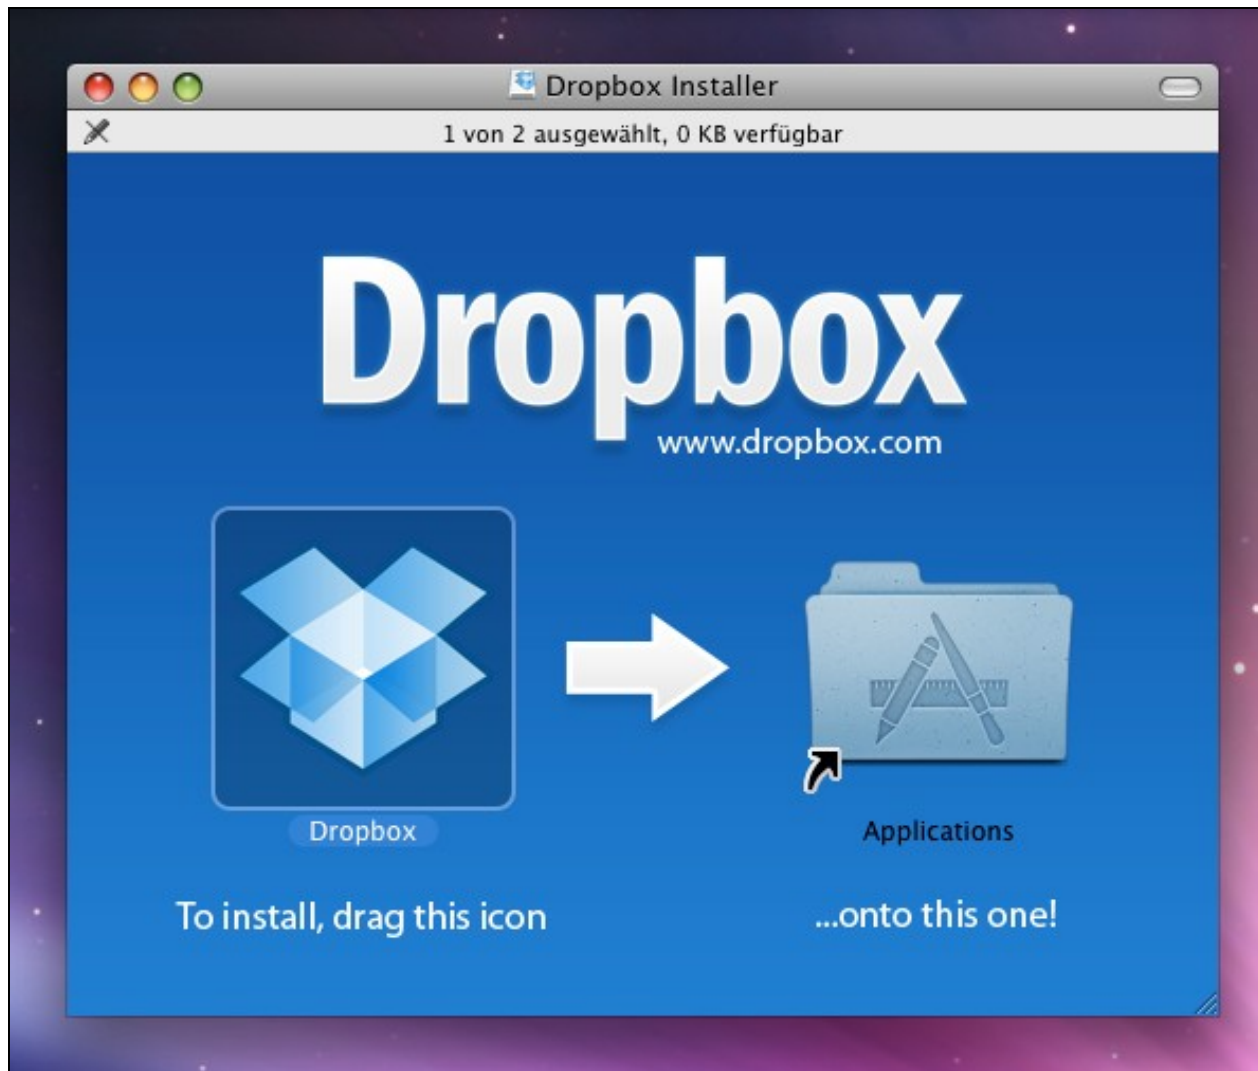 Dropbox Installer
1 von 2 ausgewählt, 0 KB verfügbar
Dropbox
www.dropbox.com
Dropbox
Applications
To install, drag this icon
...onto this one!